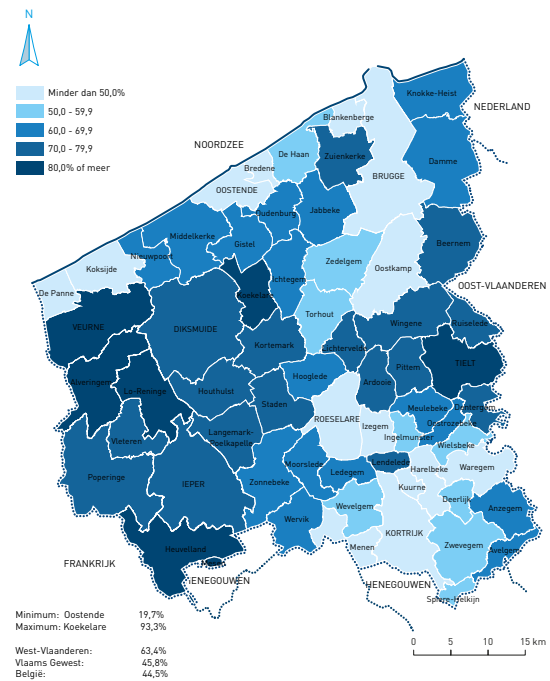 N
Minder dan 50,0%
50,0 - 59,9
60,0 - 69,9
70,0 - 79,9
80,0% of meer
NOORDZEE
NEDERLAND
OOST-VLAANDEREN
FRANKRIJK
HENEGOUWEN
HENEGOUWEN
Knokke-Heist
Blankenberge
De Haan
Zuienkerke
Damme
Bredene
BRUGGE
OOSTENDE
Oudenburg
Jabbeke
Middelkerke
Gistel
Beernem
Nieuwpoort
Zedelgem
Oostkamp
Koksijde
Ichtegem
De Panne
Koekelare
Torhout
VEURNE
DIKSMUIDE
Wingene
Ruiselede
Kortemark
Lichtervelde
TIELT
Pittem
Hooglede
Alveringem
Lo-Reninge
Houthulst
Ardooie
Staden
Meulebeke
Dentergem
ROESELARE
Izegem
Oostrozebeke
Langemark-
Poelkapelle
Ingelmunster
Vleteren
Wielsbeke
Moorslede
Ledegem
Lendelede
Harelbeke
Waregem
Poperinge
IEPER
Zonnebeke
Kuurne
Deerlijk
Wevelgem
Anzegem
Wervik
KORTRIJK
Zwevegem
Heuvelland
Menen
Avelgem
Spiere-Helkijn
Minimum: Oostende 19,7%
Maximum: Koekelare 93,3%
West-Vlaanderen: 63,4%
Vlaams Gewest: 45,8%
België: 44,5%
0 5 10 15 km